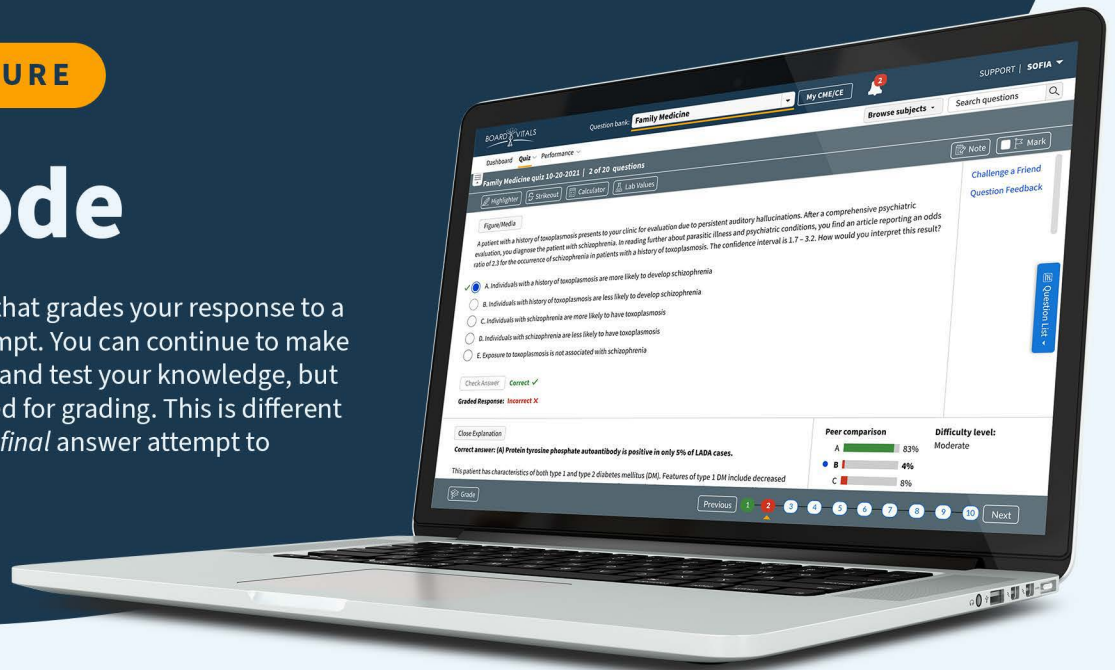 URE
ode
that grades your response to a
mpt. You can continue to make
and test your knowledge, but
d for grading. This is different
final answer attempt to
SUPPORT | SOFIA
My CME/CE
2
Question bank: Family Medicine
BOARD VITALS
Browse subjects
Search questions
Dashboard Quiz Performance
Family Medicine quiz 10-20-2021 | 2 of 20 questions
Note
Mark
Highlighter
Strikeout
Calculator
Lab Values
Challenge a Friend
Question Feedback
Figure/Media
A patient with a history of toxoplasmosis presents to your clinic for evaluation due to persistent auditory hallucinations. After a comprehensive psychiatric
evaluation, you diagnose the patient with schizophrenia. In reading further about parasitic illness and psychiatric conditions, you find an article reporting an odds
ratio of 2.3 for the occurrence of schizophrenia in patients with a history of toxoplasmosis. The confidence interval is 1.7 – 3.2. How would you interpret this result?
A. Individuals with a history of toxoplasmosis are more likely to develop schizophrenia
B. Individuals with history of toxoplasmosis are less likely to develop schizophrenia
C. Individuals with schizophrenia are more likely to have toxoplasmosis
D. Individuals with schizophrenia are less likely to have toxoplasmosis
E. Exposure to toxoplasmosis is not associated with schizophrenia
Question List
Check Answer Correct
Graded Response: Incorrect X
Close Explanation
Correct answer: (A) Protein tyrosine phosphate autoantibody is positive in only 5% of LADA cases.
This patient has characteristics of both type 1 and type 2 diabetes mellitus (DM). Features of type 1 DM include decreased
Peer comparison
A 83%
B 4%
C 8%
Difficulty level:
Moderate
Grade
Previous 1 2 3 4 5 6 7 8 9 10 Next